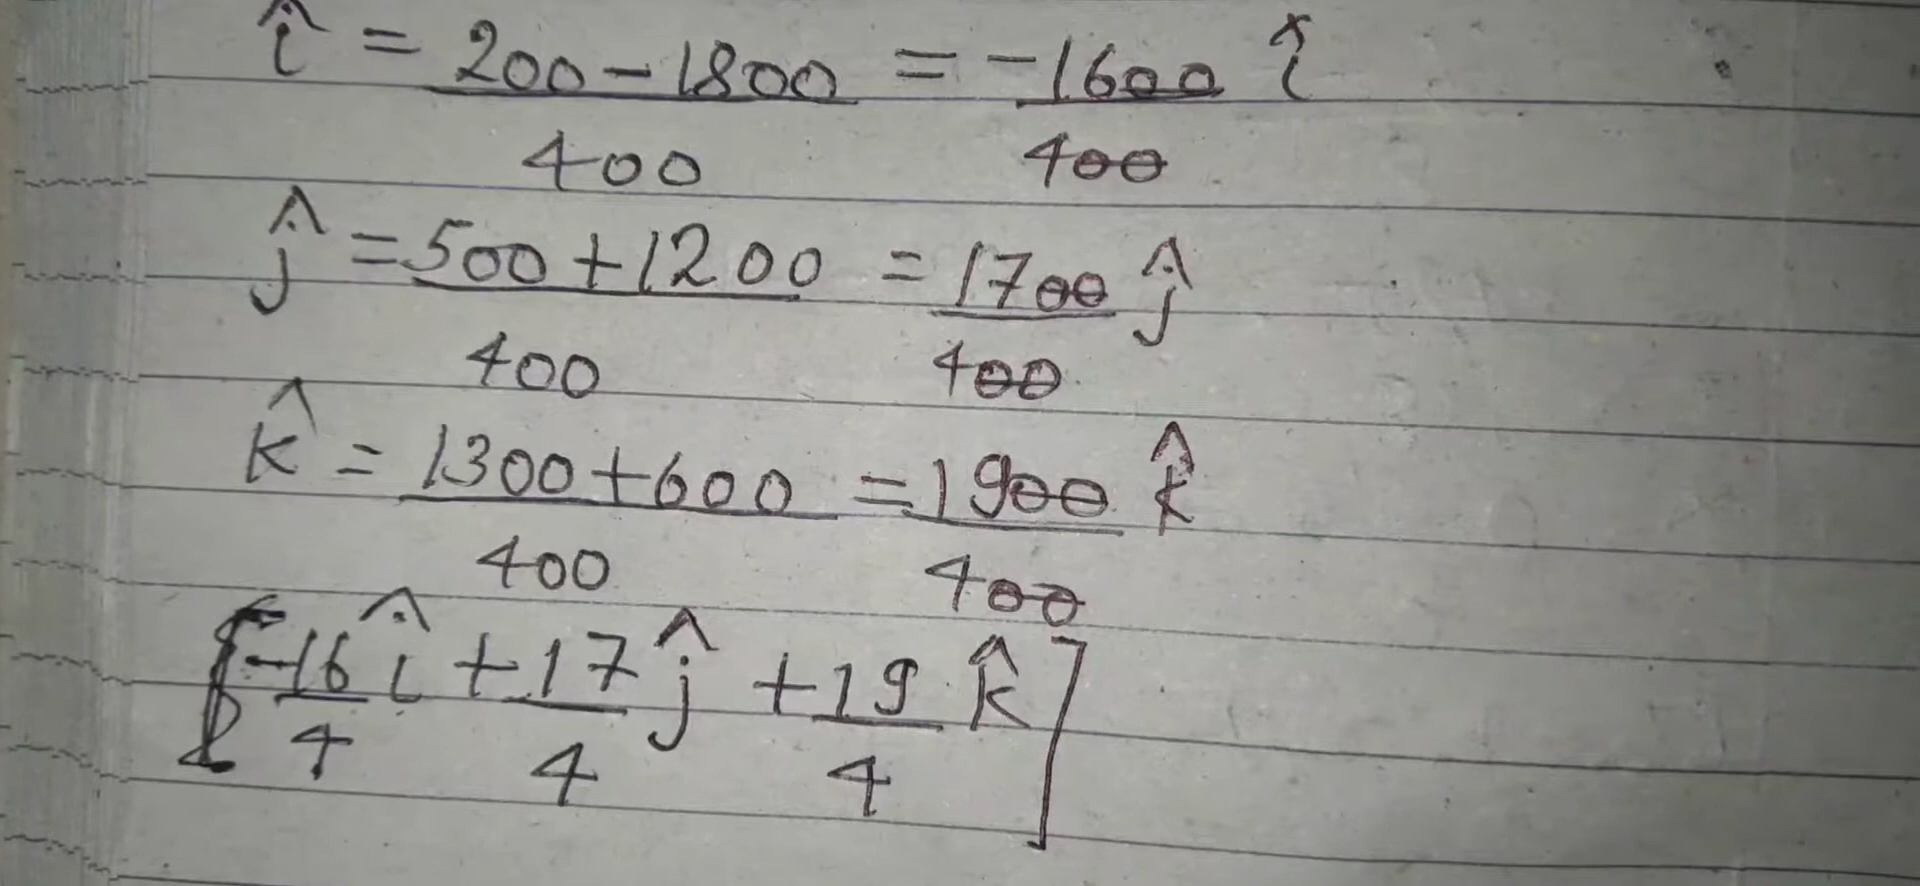 î = 200-1800 = -1600 î
400 400
ĵ = 500+1200 = 1700 ĵ
400 400
k̂ = 1300+600 = 1900 k̂
400 400
[-16 î + 17 ĵ + 19 k̂]
4 4 4